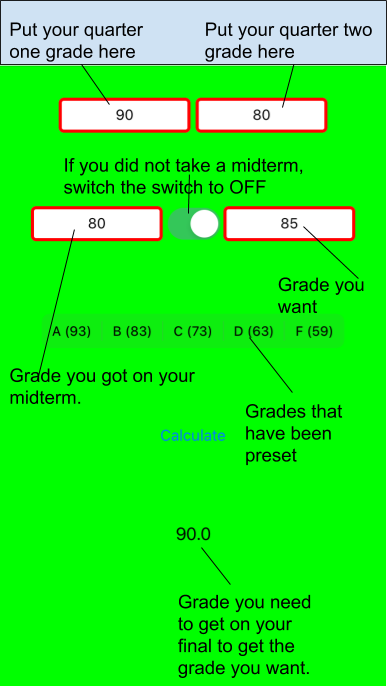 Put your quarter one grade here
Put your quarter two grade here
90
80
If you did not take a midterm,
switch the switch to OFF
80
85
Grade you
want
A (93)
B (83)
C (73)
D (63)
F (59)
Grade you got on your
midterm.
Grades that
have been
preset
Calculate
90.0
Grade you need
to get on your
final to get the
grade you want.